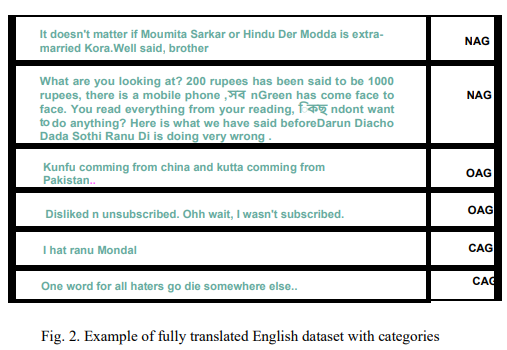 It doesn't matter if Moumita Sarkar or Hindu Der Modda is extra-
married Kora.Well said, brother
NAG
What are you looking at? 200 rupees has been said to be 1000
rupees, there is a mobile phone ,সব nGreen has come face to
face. You read everything from your reading, িকছু ndont want
to do anything? Here is what we have said beforeDarun Diacho
Dada Sothi Ranu Di is doing very wrong .
NAG
Kunfu comming from china and kutta comming from
Pakistan..
OAG
Disliked n unsubscribed. Ohh wait, I wasn't subscribed.
OAG
I hat ranu Mondal
CAG
One word for all haters go die somewhere else..
CAG
Fig. 2. Example of fully translated English dataset with categories